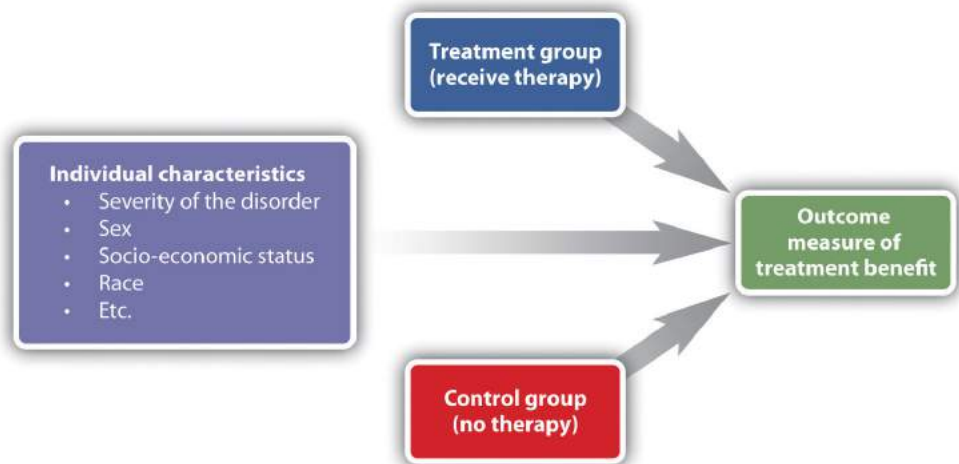 Treatment group
(receive therapy)
Individual characteristics
• Severity of the disorder
• Sex
• Socio-economic status
• Race
• Etc.
Outcome
measure of
treatment benefit
Control group
(no therapy)